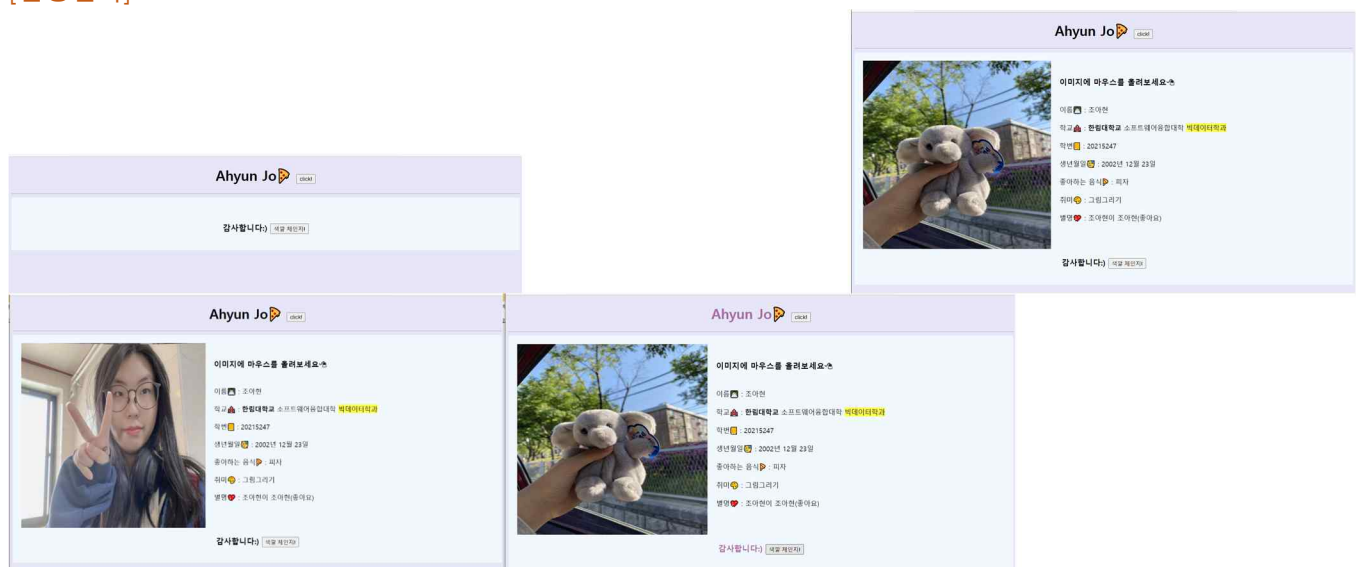 Ahyun Jo click!
이미지에 마우스를 올려보세요
이름 : 조아현
학교 : 한림대학교 소프트웨어융합대학 빅데이터학과
학번 : 20215247
생년월일 : 2002년 12월 23일
좋아하는 음식 : 피자
취미 : 그림그리기
별명 : 조아현이 조아현(좋아요)
감사합니다:) 색깔 체인지!
Ahyun Jo click!
감사합니다:) 색깔 체인지!
Ahyun Jo click!
이미지에 마우스를 올려보세요
이름 : 조아현
학교 : 한림대학교 소프트웨어융합대학 빅데이터학과
학번 : 20215247
생년월일 : 2002년 12월 23일
좋아하는 음식 : 피자
취미 : 그림그리기
별명 : 조아현이 조아현(좋아요)
감사합니다:) 색깔 체인지!
Ahyun Jo click!
이미지에 마우스를 올려보세요
이름 : 조아현
학교 : 한림대학교 소프트웨어융합대학 빅데이터학과
학번 : 20215247
생년월일 : 2002년 12월 23일
좋아하는 음식 : 피자
취미 : 그림그리기
별명 : 조아현이 조아현(좋아요)
감사합니다:) 색깔 체인지!